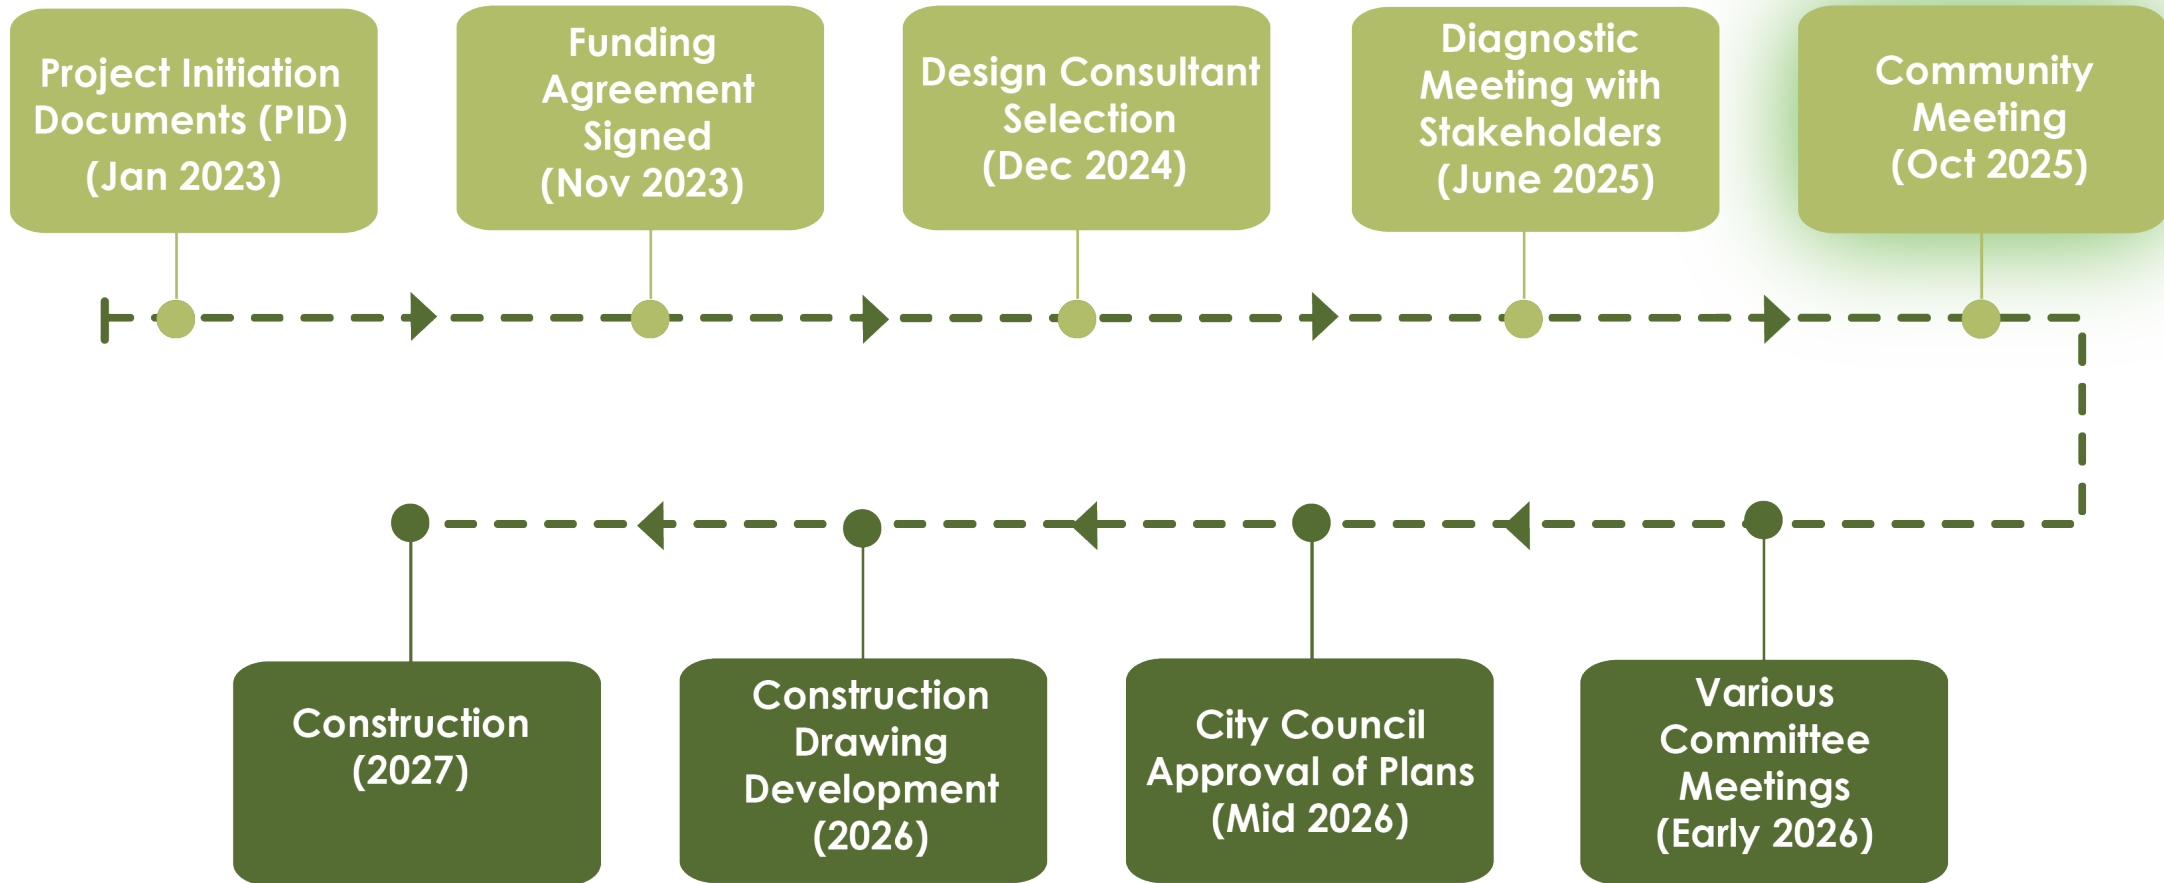 Project Initiation
Documents (PID)
(Jan 2023)
Funding
Agreement
Signed
(Nov 2023)
Design Consultant
Selection
(Dec 2024)
Diagnostic
Meeting with
Stakeholders
(June 2025)
Community
Meeting
(Oct 2025)
Construction
(2027)
Construction
Drawing
Development
(2026)
City Council
Approval of Plans
(Mid 2026)
Various
Committee
Meetings
(Early 2026)